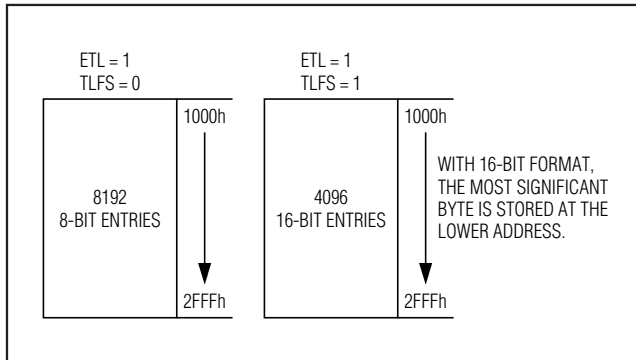 ETL = 1
TLFS = 0
1000h
8192
8-BIT ENTRIES
2FFFh
ETL = 1
TLFS = 1
1000h
4096
16-BIT ENTRIES
2FFFh
WITH 16-BIT FORMAT,
THE MOST SIGNIFICANT
BYTE IS STORED AT THE
LOWER ADDRESS.